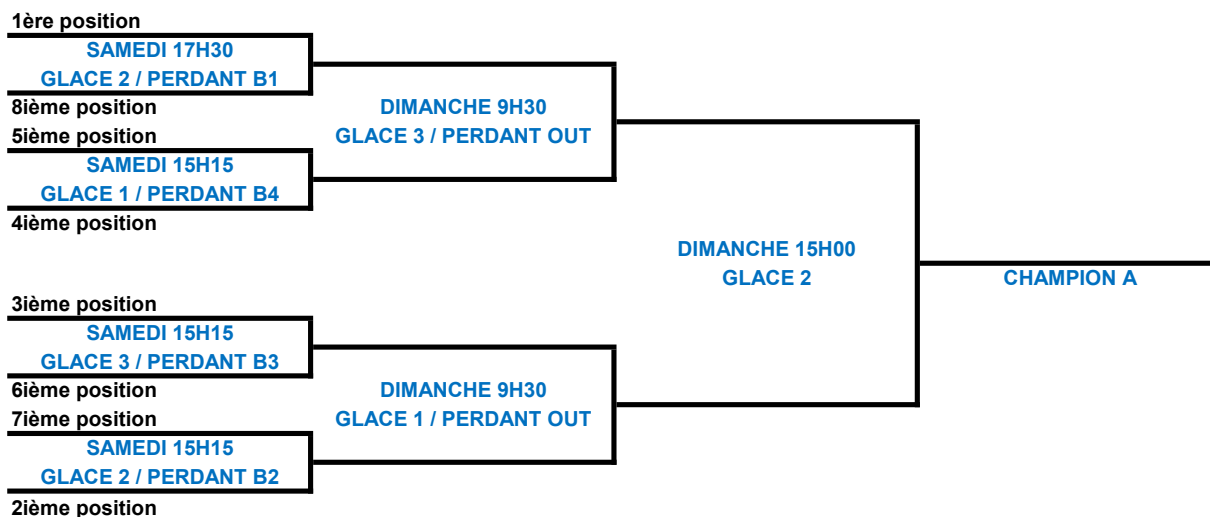 1ère position
SAMEDI 17H30
GLACE 2 / PERDANT B1
8ième position
5ième position
SAMEDI 15H15
GLACE 1 / PERDANT B4
4ième position
DIMANCHE 9H30
GLACE 3 / PERDANT OUT
3ième position
SAMEDI 15H15
GLACE 3 / PERDANT B3
6ième position
7ième position
SAMEDI 15H15
GLACE 2 / PERDANT B2
2ième position
DIMANCHE 9H30
GLACE 1 / PERDANT OUT
DIMANCHE 15H00
GLACE 2
CHAMPION A